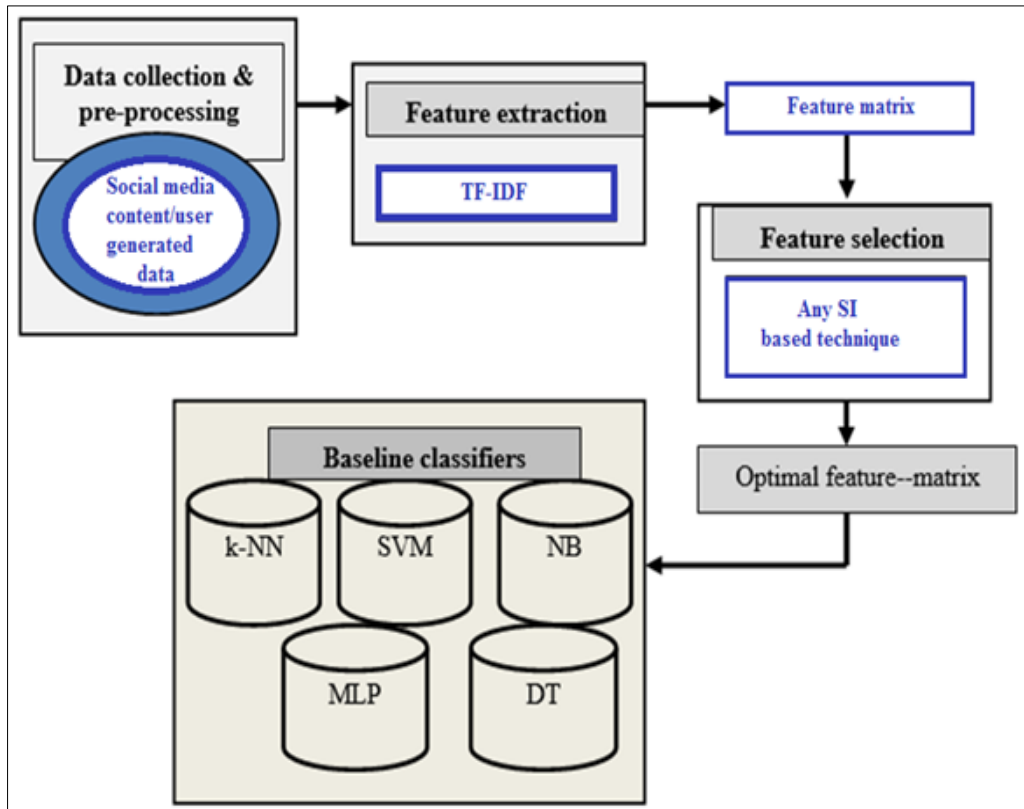 Data collection &
pre-processing
Social media
content/user
generated
data
Feature extraction
TF-IDF
Feature matrix
Feature selection
Any SI
based technique
Optimal feature--matrix
Baseline classifiers
k-NN
SVM
NB
MLP
DT